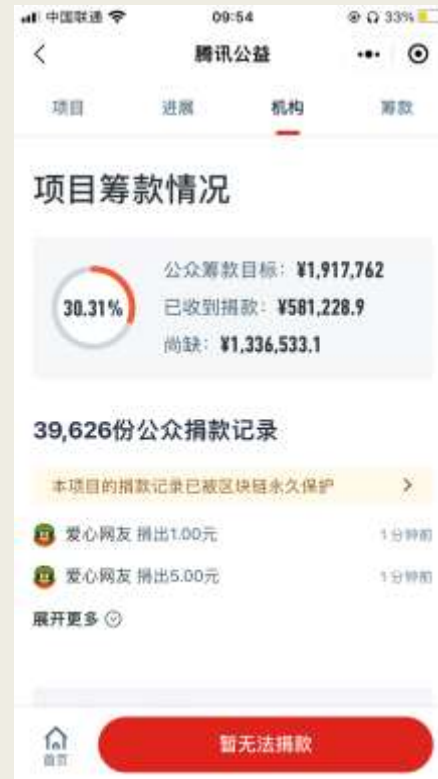 中国联通 09:54 33%
腾讯公益
项目 进展 机构 筹款
项目筹款情况
30.31%
公众筹款目标：¥1,917,762
已收到捐款：¥581,228.9
尚缺：¥1,336,533.1
39,626份公众捐款记录
本项目的捐款记录已被区块链永久保护
爱心网友 捐出1.00元 1分钟前
爱心网友 捐出5.00元 1分钟前
展开更多
首页
暂无法捐款